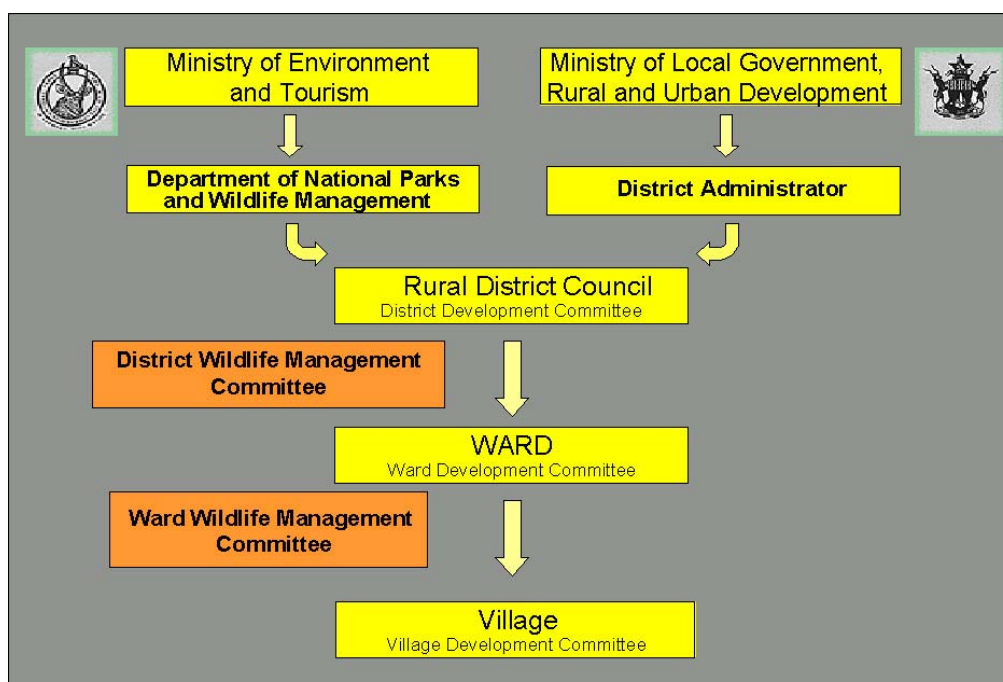 Ministry of Environment
and Tourism
Ministry of Local Government,
Rural and Urban Development
Department of National Parks
and Wildlife Management
District Administrator
Rural District Council
District Development Committee
District Wildlife Management
Committee
WARD
Ward Development Committee
Ward Wildlife Management
Committee
Village
Village Development Committee